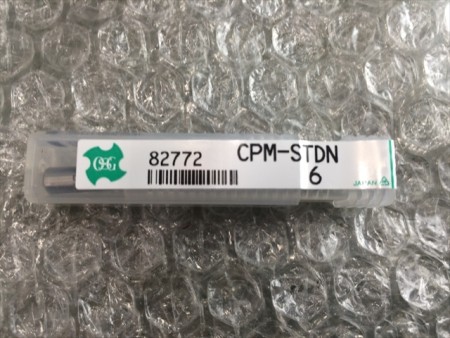 OSG
82772
CPM-STDN
6
JAPAN